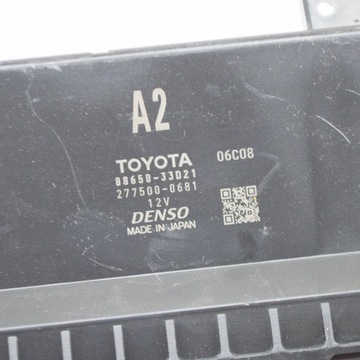 A2
TOYOTA 06C08
88650-33D21
277500-0681
12V
DENSO
MADE IN JAPAN